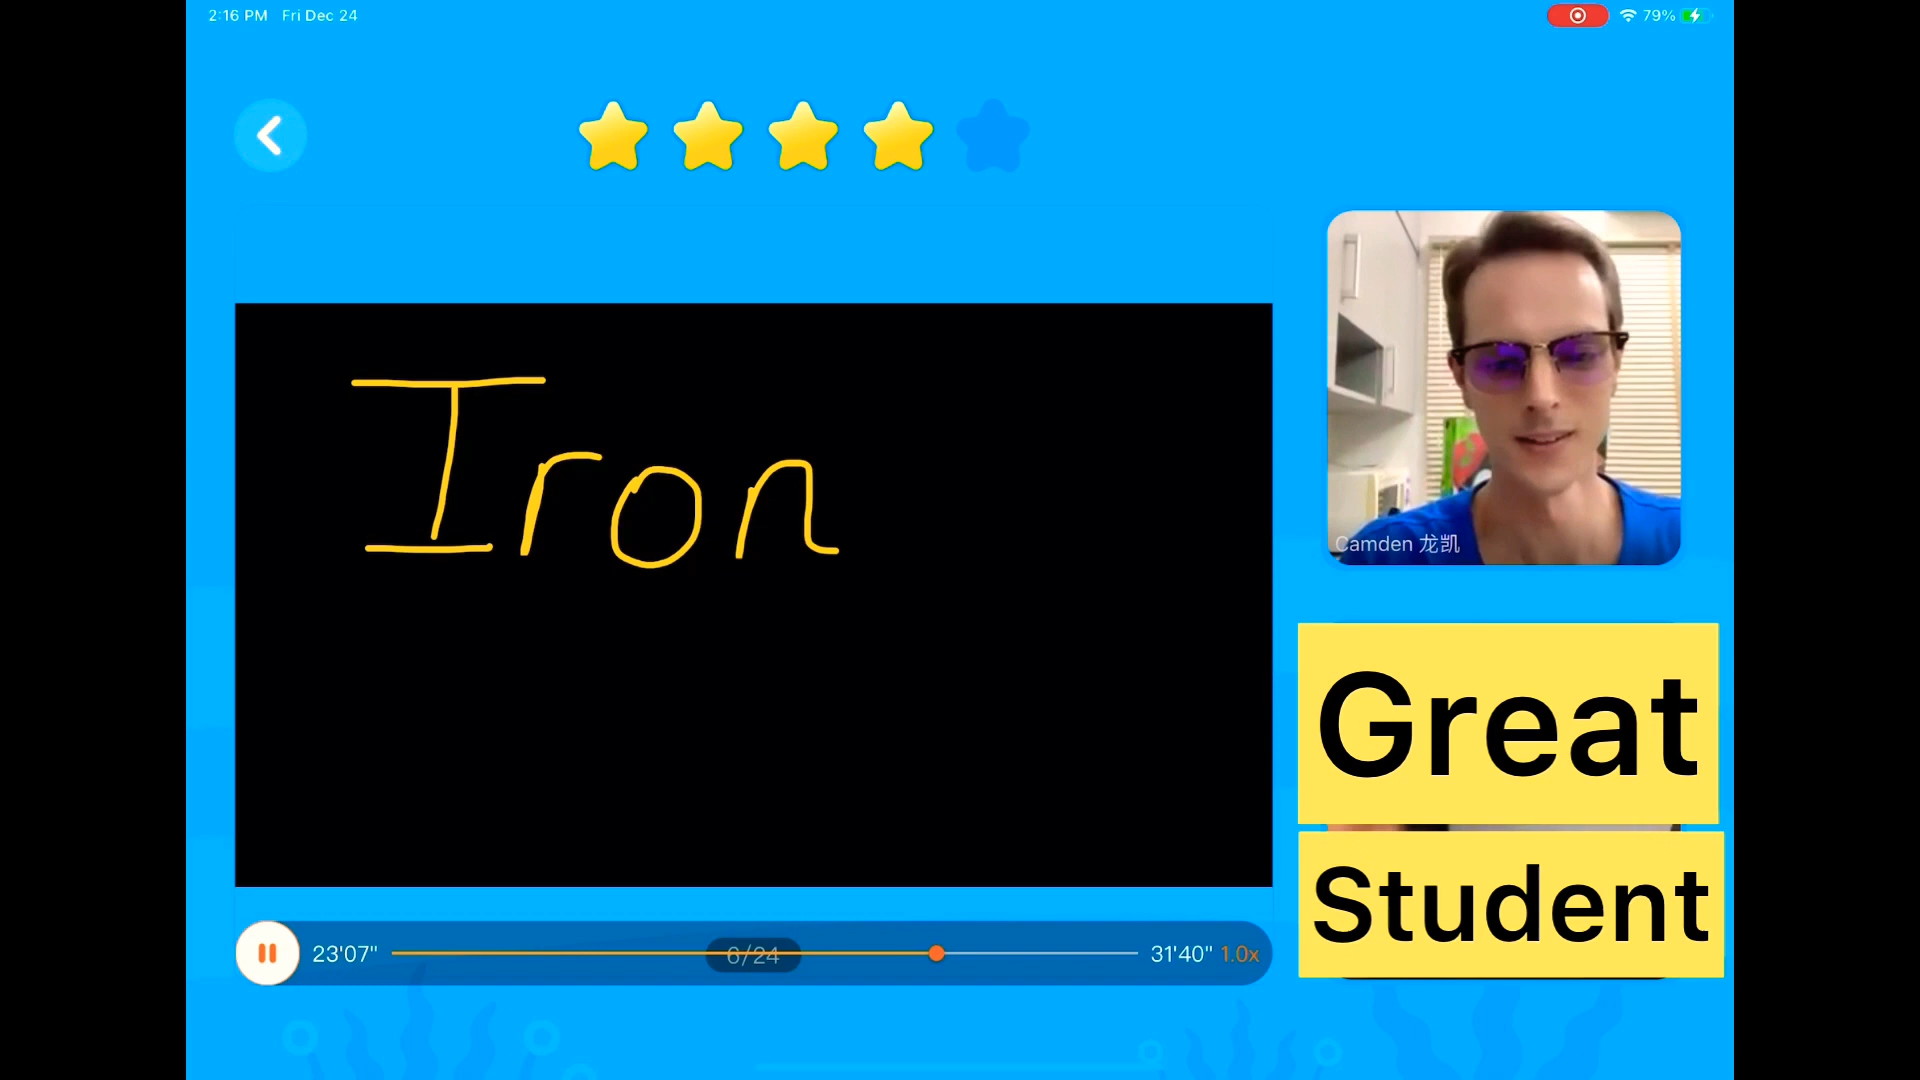 2:16 PM Fri Dec 24
79%
Iron
Camden 龙凯
Great
Student
23'07"
6/24
31'40" 1.0x